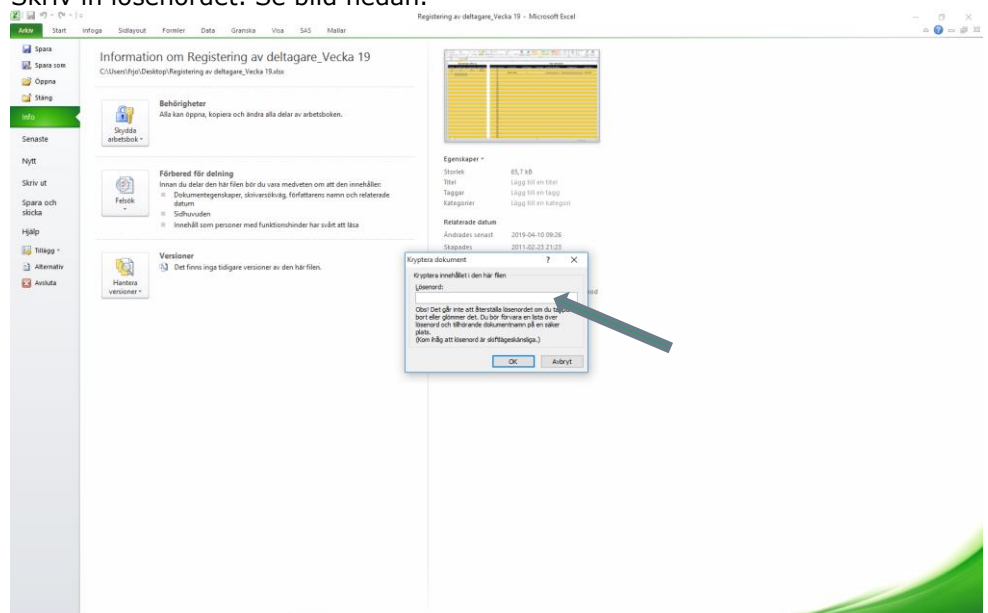 Skriv in lösenordet. Se bild nedan.
Registering av deltagare_Vecka 19 - Microsoft Excel
Arkiv Start Infoga Sidlayout Formler Data Granska Visa SAS Mallar
Spara
Spara som
Öppna
Stäng
Info
Senaste
Nytt
Skriv ut
Spara och skicka
Hjälp
Tillägg
Alternativ
Avsluta
Information om Registering av deltagare_Vecka 19
C:\Users\frjo\Desktop\Registering av deltagare_Vecka 19.xlsx
Skydda
arbetsbok
Behörigheter
Alla kan öppna, kopiera och ändra alla delar av arbetsboken.
Felsök
Förbered för delning
Innan du delar den här filen bör du vara medveten om att den innehåller:
Dokumentegenskaper, skrivarsökväg, författarens namn och relaterade
datum
Sidhuvuden
Innehåll som personer med funktionshinder har svårt att läsa
Hantera
versioner
Versioner
Det finns inga tidigare versioner av den här filen.
Egenskaper
Storlek 65,7 kB
Titel Lägg till en titel
Taggar Lägg till en tagg
Kategorier Lägg till en kategori
Relaterade datum
Ändrades senast 2019-04-10 09:26
Skapades 2011-02-23 21:23
Kryptera dokument ? X
Kryptera innehållet i den här filen
Lösenord:
Obs! Det går inte att återställa lösenordet om du tappar
bort eller glömmer det. Du bör förvara en lista över
lösenord och tillhörande dokumentnamn på en säker
plats.
(Kom ihåg att lösenord är skiftlägeskänsliga.)
OK Avbryt